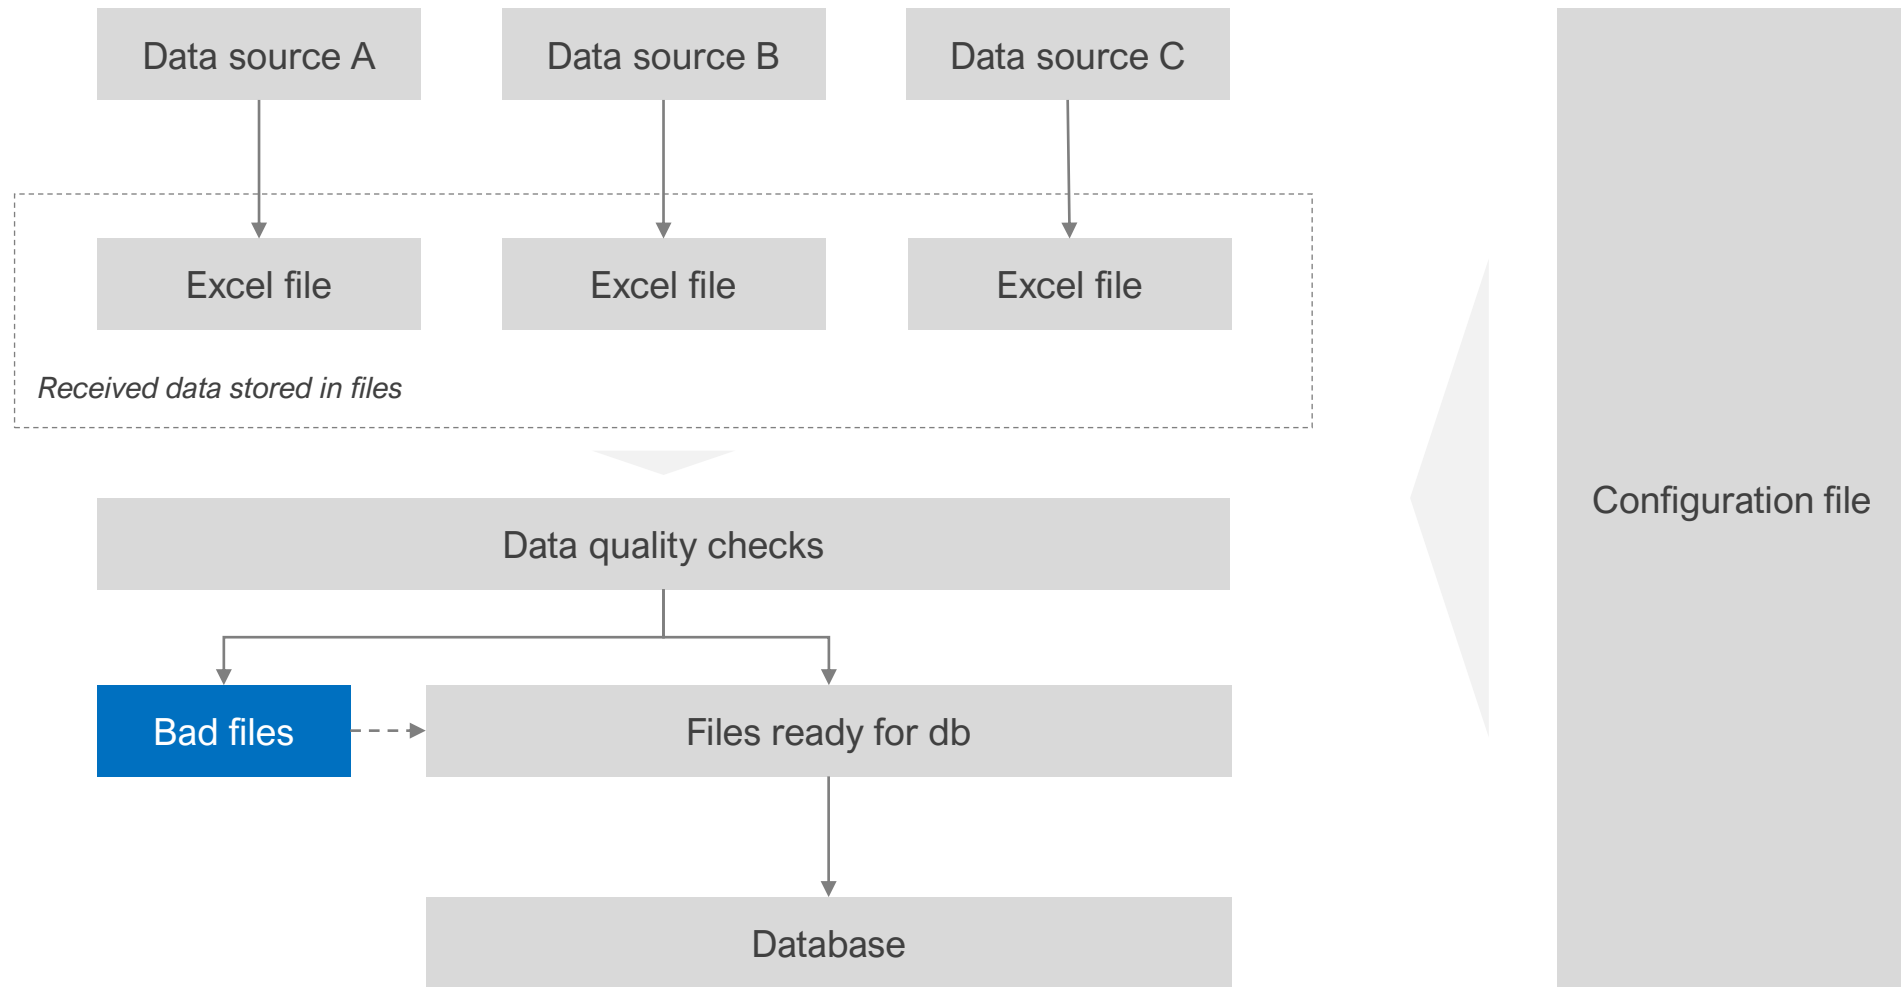 Data source A
Data source B
Data source C
Excel file
Excel file
Excel file
Received data stored in files
Configuration file
Data quality checks
Bad files
Files ready for db
Database